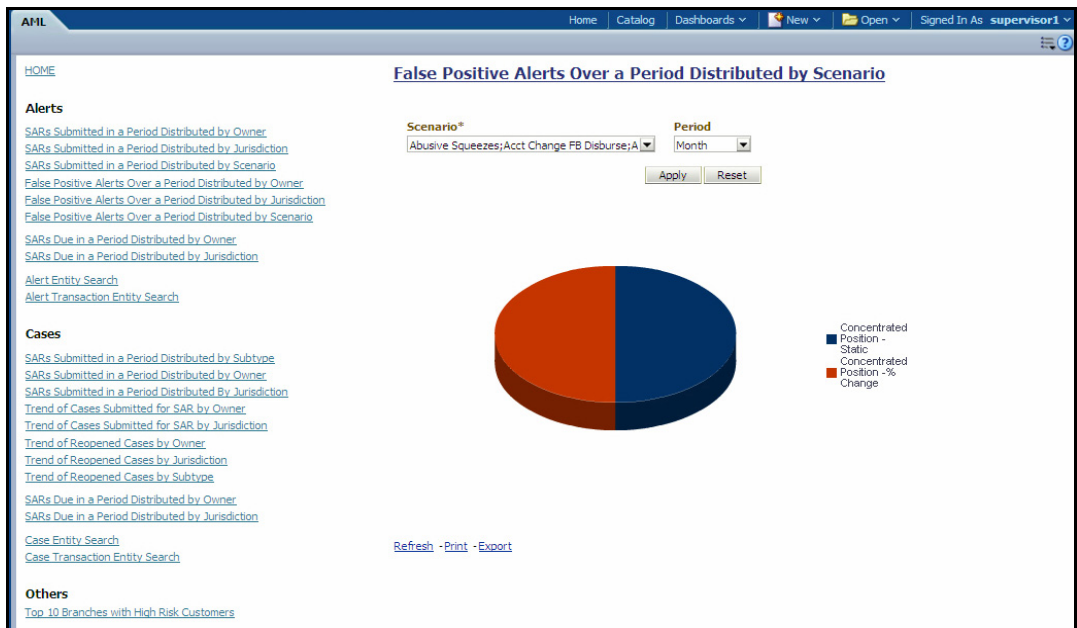 AML
Home Catalog Dashboards New Open Signed In As supervisor1
HOME
Alerts
SARs Submitted in a Period Distributed by Owner
SARs Submitted in a Period Distributed by Jurisdiction
SARs Submitted in a Period Distributed by Scenario
False Positive Alerts Over a Period Distributed by Owner
False Positive Alerts Over a Period Distributed by Jurisdiction
False Positive Alerts Over a Period Distributed by Scenario
SARs Due in a Period Distributed by Owner
SARs Due in a Period Distributed by Jurisdiction
Alert Entity Search
Alert Transaction Entity Search
Cases
SARs Submitted in a Period Distributed by Subtype
SARs Submitted in a Period Distributed by Owner
SARs Submitted in a Period Distributed By Jurisdiction
Trend of Cases Submitted for SAR by Owner
Trend of Cases Submitted for SAR by Jurisdiction
Trend of Reopened Cases by Owner
Trend of Reopened Cases by Jurisdiction
Trend of Reopened Cases by Subtype
SARs Due in a Period Distributed by Owner
SARs Due in a Period Distributed by Jurisdiction
Case Entity Search
Case Transaction Entity Search
Others
Top 10 Branches with High Risk Customers
False Positive Alerts Over a Period Distributed by Scenario
Scenario* Period
Abusive Squeezes;Acct Change FB Disburse;A Month
Apply Reset
Concentrated
Position -
Static
Concentrated
Position -%
Change
Refresh - Print - Export